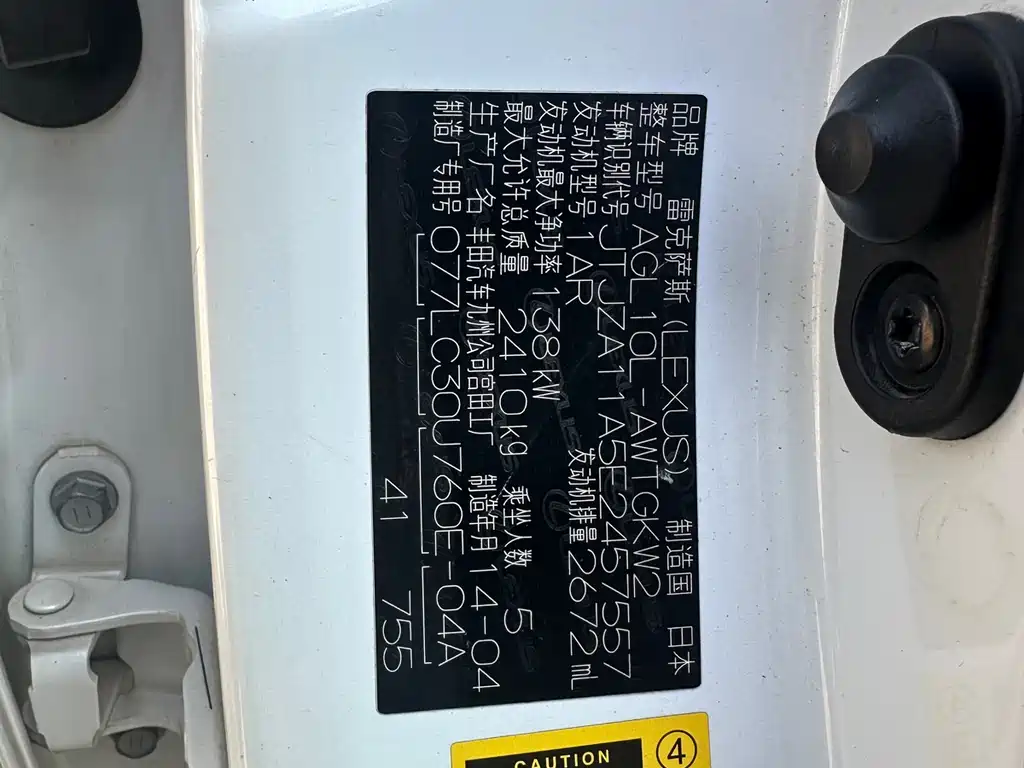 品牌 雷克萨斯(LEXUS) 制造国 日本
整车型号 AGL10L-AWTGKW2
车辆识别代号 JTJZA11A5E2457557
发动机型号 1AR 发动机排量 2672mL
发动机最大净功率 138kW
最大允许总质量 2410kg 乘坐人数 5
生产厂名 丰田汽车九州公司宫田工厂 制造年月 14-04
制造厂专用号 077LC30U760E-04A
41 755
CAUTION
4